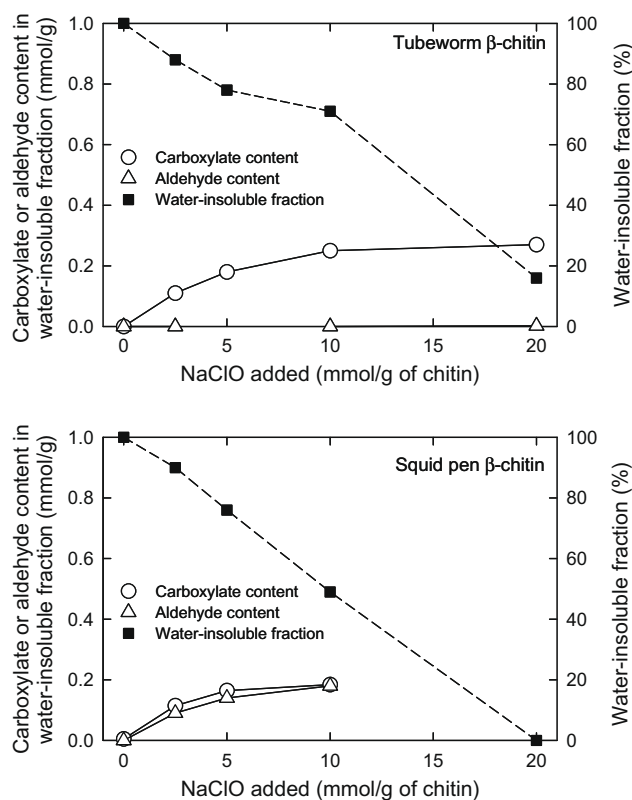 Tubeworm β-chitin
Carboxylate or aldehyde content in
water-insoluble fractdion (mmol/g)
1.0
0.8
0.6
0.4
0.2
0.0
Carboxylate content
Aldehyde content
Water-insoluble fraction
100
80
60
40
20
0
Water-insoluble fraction (%)
0
5
10
15
20
NaClO added (mmol/g of chitin)
Squid pen β-chitin
Carboxylate or aldehyde content in
water-insoluble fraction (mmol/g)
1.0
0.8
0.6
0.4
0.2
0.0
Carboxylate content
Aldehyde content
Water-insoluble fraction
100
80
60
40
20
0
Water-insoluble fraction (%)
0
5
10
15
20
NaClO added (mmol/g of chitin)